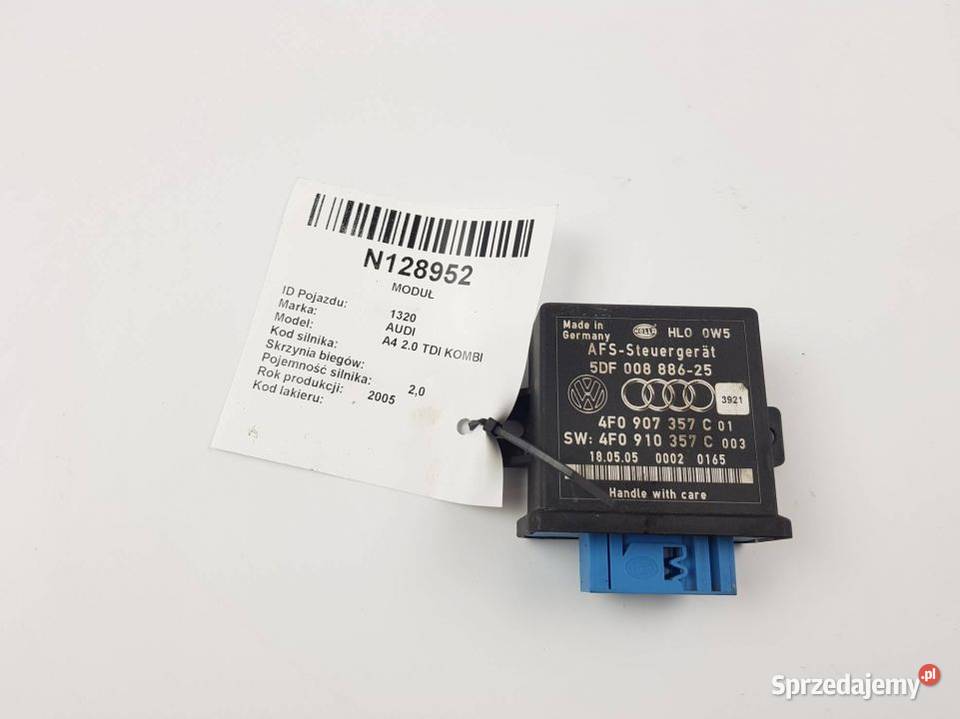 N128952
MODUŁ
ID Pojazdu: 1320
Marka: AUDI
Model: A4 2.0 TDI KOMBI
Kod silnika:
Skrzynia biegów:
Pojemność silnika: 2,0
Rok produkcji: 2005
Kod lakieru:
Made in Germany HELLA HL0 0W5
AFS-Steuergerät
5DF 008 886-25
3921
4F0 907 357 C 01
SW: 4F0 910 357 C 003
18.05.05 0002 0165
Handle with care
Sprzedajemy.pl